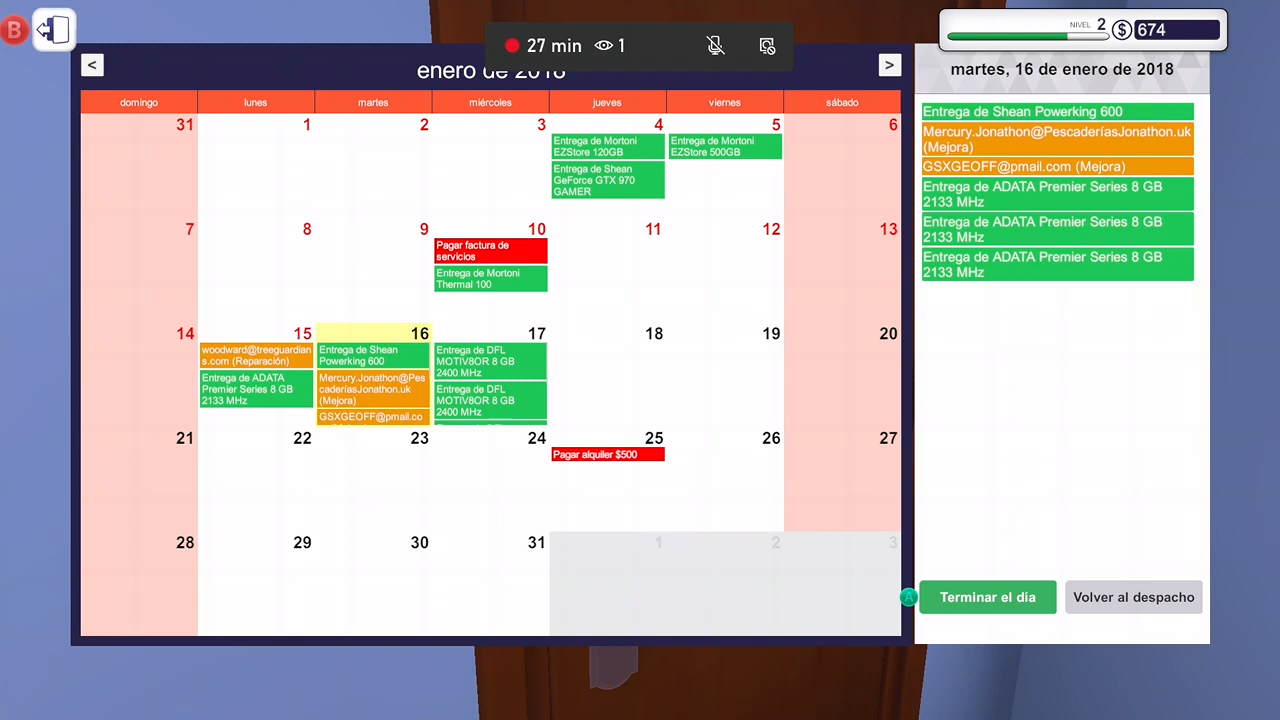 B
NIVEL 2
$ 674
27 min 1
<
enero de 2018
>
domingo lunes martes miércoles jueves viernes sábado
31 1 2 3 4 5 6
Entrega de Mortoni
EZStore 120GB
Entrega de Shean
GeForce GTX 970
GAMER
Entrega de Mortoni
EZStore 500GB
7 8 9 10 11 12 13
Pagar factura de
servicios
Entrega de Mortoni
Thermal 100
14 15 16 17 18 19 20
woodward@treeguardian
s.com (Reparación)
Entrega de ADATA
Premier Series 8 GB
2133 MHz
Entrega de Shean
Powerking 600
Mercury.Jonathon@Pes
caderíasJonathon.uk
(Mejora)
GSXGEOFF@pmail.co
Entrega de DFL
MOTIV8OR 8 GB
2400 MHz
Entrega de DFL
MOTIV8OR 8 GB
2400 MHz
21 22 23 24 25 26 27
Pagar alquiler $500
28 29 30 31 1 2 3
martes, 16 de enero de 2018
Entrega de Shean Powerking 600
Mercury.Jonathon@PescaderíasJonathon.uk
(Mejora)
GSXGEOFF@pmail.com (Mejora)
Entrega de ADATA Premier Series 8 GB
2133 MHz
Entrega de ADATA Premier Series 8 GB
2133 MHz
Entrega de ADATA Premier Series 8 GB
2133 MHz
A Terminar el día
Volver al despacho